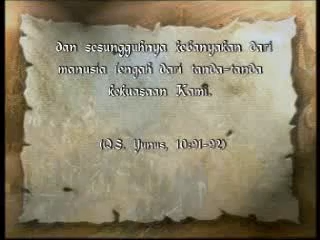 dan sesungguhnya kebanyakan dari
manusia lengah dari tanda-tanda
kekuasaan Kami.
(Q.S. Yunus, 10:91-92)